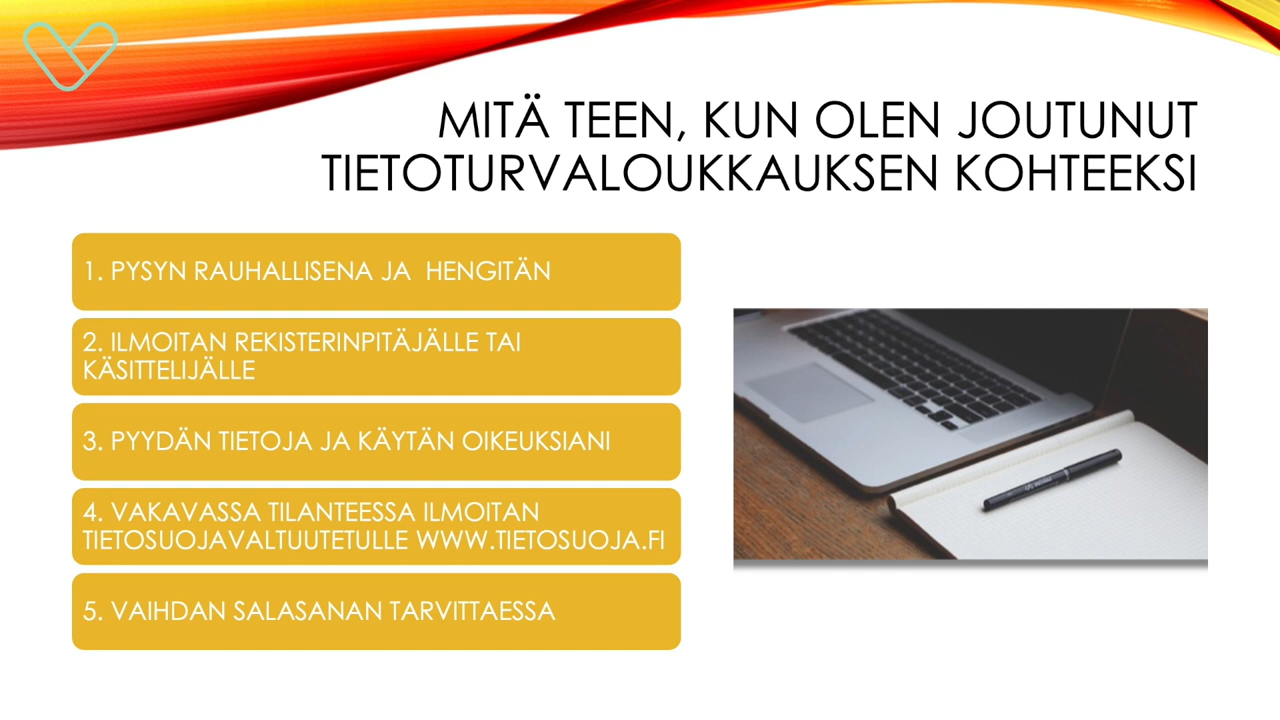 MITÄ TEEN, KUN OLEN JOUTUNUT
TIETOTURVALOUKKAUKSEN KOHTEEKSI
1. PYSYN RAUHALLISENA JA  HENGITÄN
2. ILMOITAN REKISTERINPITÄJÄLLE TAI
KÄSITTELIJÄLLE
3. PYYDÄN TIETOJA JA KÄYTÄN OIKEUKSIANI
4. VAKAVASSA TILANTEESSA ILMOITAN
TIETOSUOJAVALTUUTETULLE WWW.TIETOSUOJA.FI
5. VAIHDAN SALASANAN TARVITTAESSA